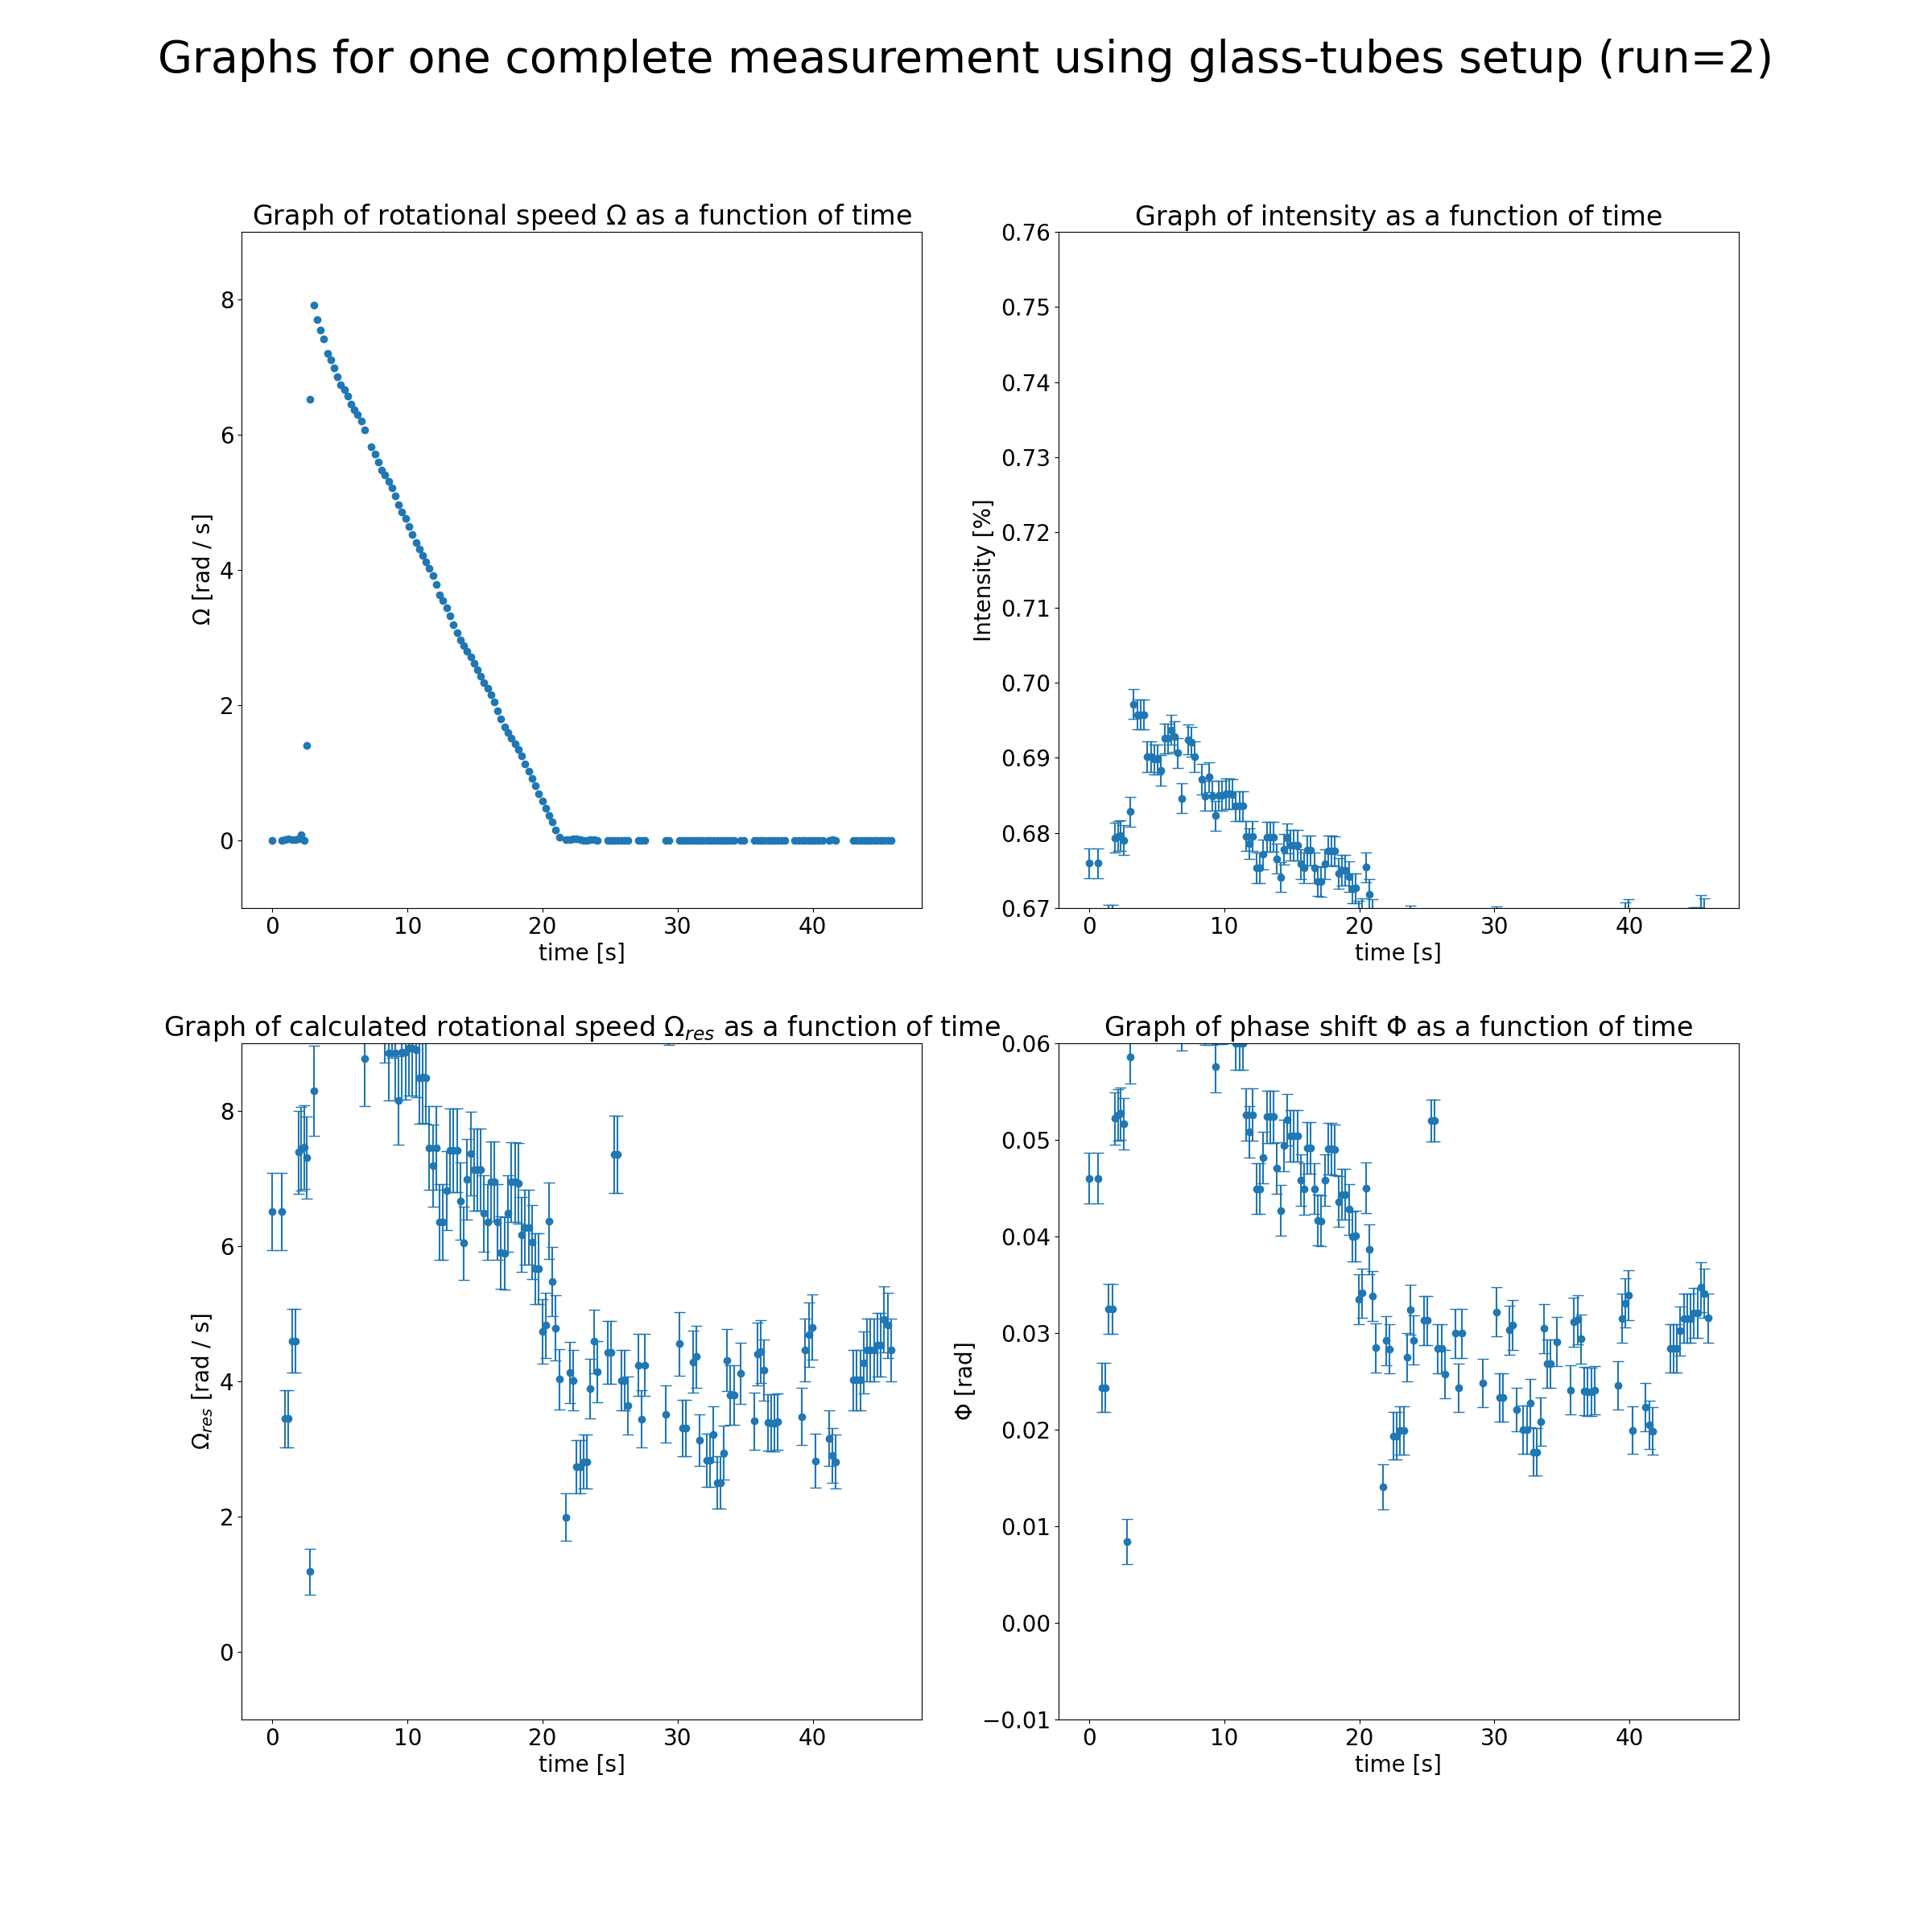 Graphs for one complete measurement using glass-tubes setup (run=2)
Graph of rotational speed Ω as a function of time
8
6
4
2
0
Ω [rad / s]
0 10 20 30 40
time [s]
Graph of intensity as a function of time
0.76
0.75
0.74
0.73
0.72
0.71
0.70
0.69
0.68
0.67
Intensity [%]
0 10 20 30 40
time [s]
Graph of calculated rotational speed Ωres as a function of time
8
6
4
2
0
Ωres [rad / s]
0 10 20 30 40
time [s]
Graph of phase shift Φ as a function of time
0.06
0.05
0.04
0.03
0.02
0.01
0.00
−0.01
Φ [rad]
0 10 20 30 40
time [s]